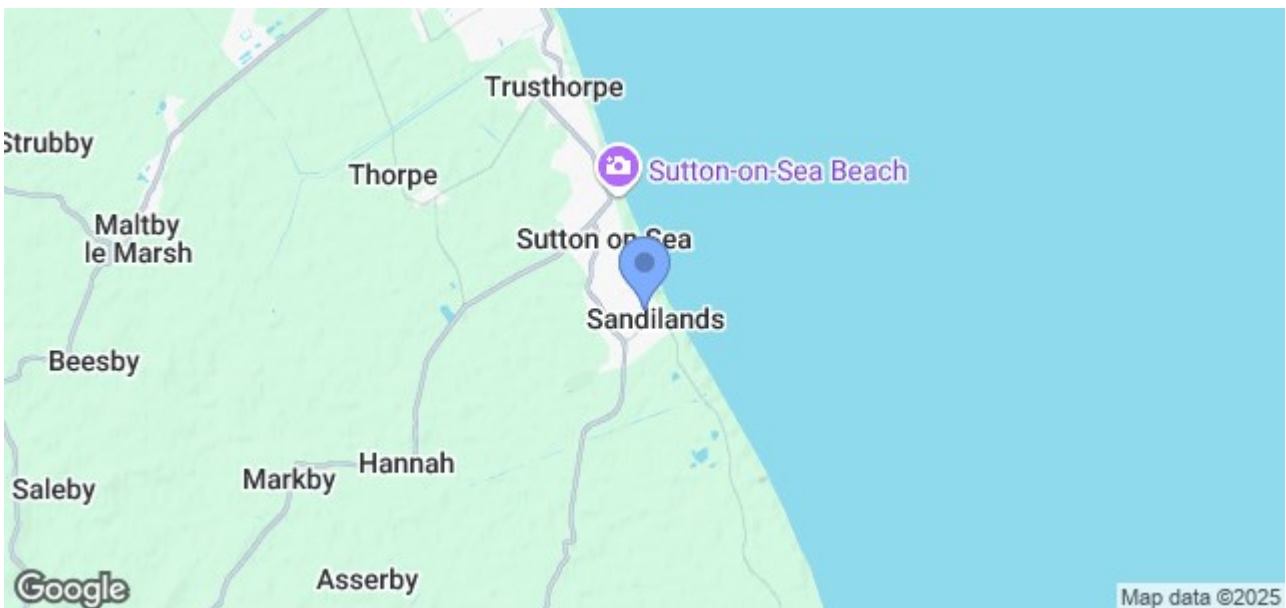 Trusthorpe
Strubby
Sutton-on-Sea Beach
Thorpe
Maltby
le Marsh
Sutton on Sea
Sandilands
Beesby
Hannah
Markby
Saleby
Asserby
Google
Map data ©2025